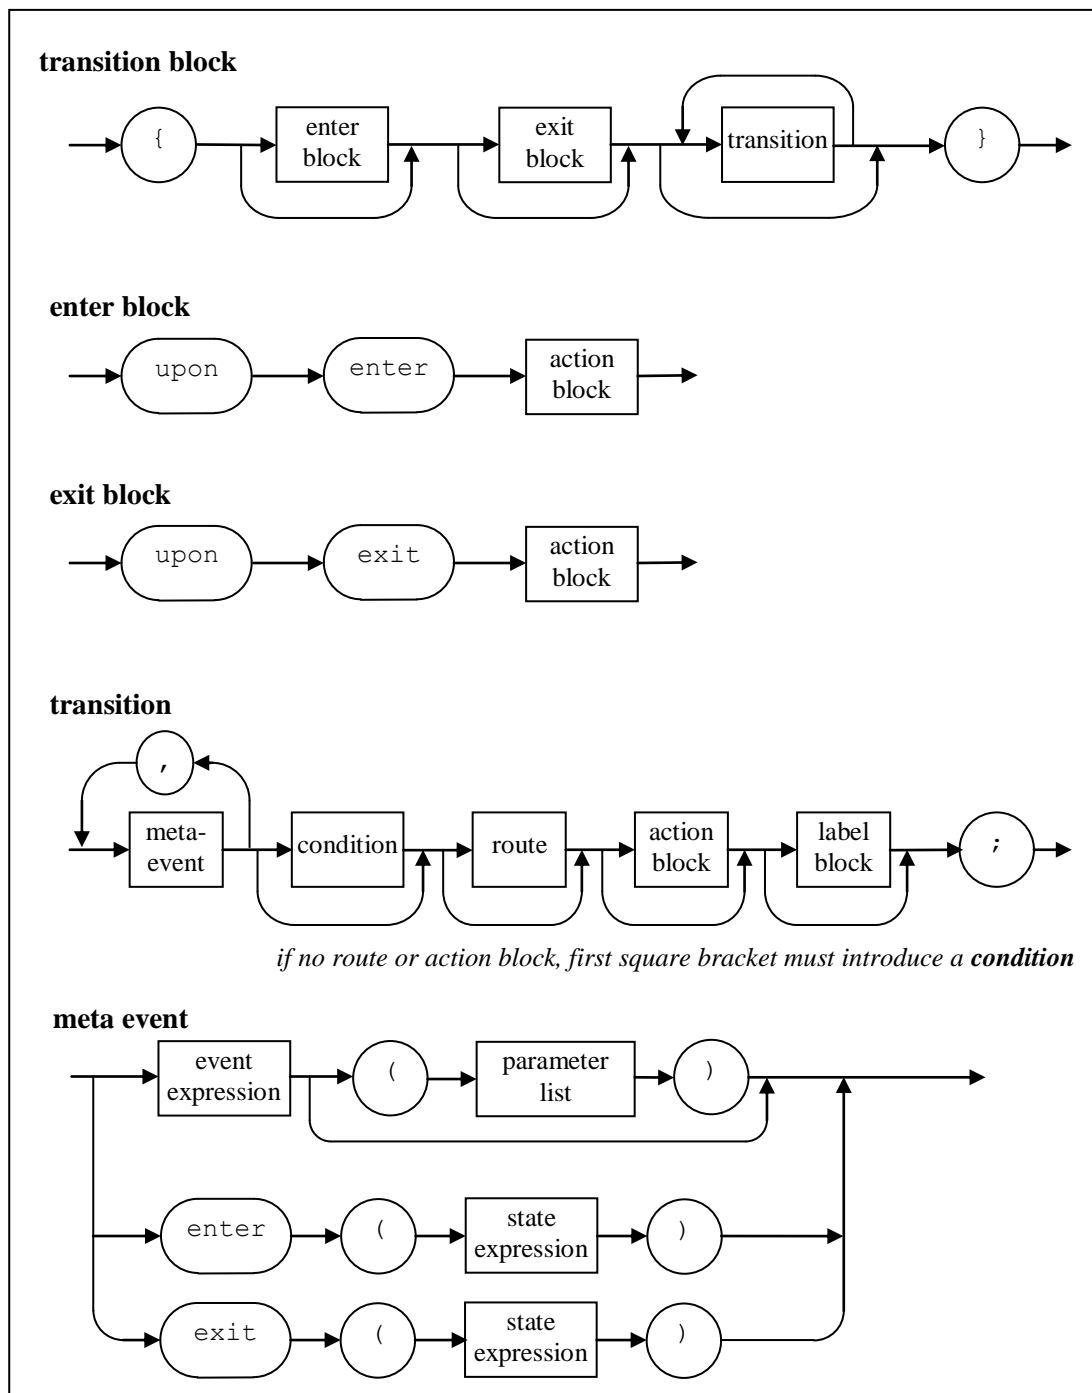 transition block
{
enter
block
exit
block
transition
}
enter block
upon
enter
action
block
exit block
upon
exit
action
block
transition
,
meta-
event
condition
route
action
block
label
block
;
if no route or action block, first square bracket must introduce a condition
meta event
event
expression
(
parameter
list
)
enter
(
state
expression
)
exit
(
state
expression
)